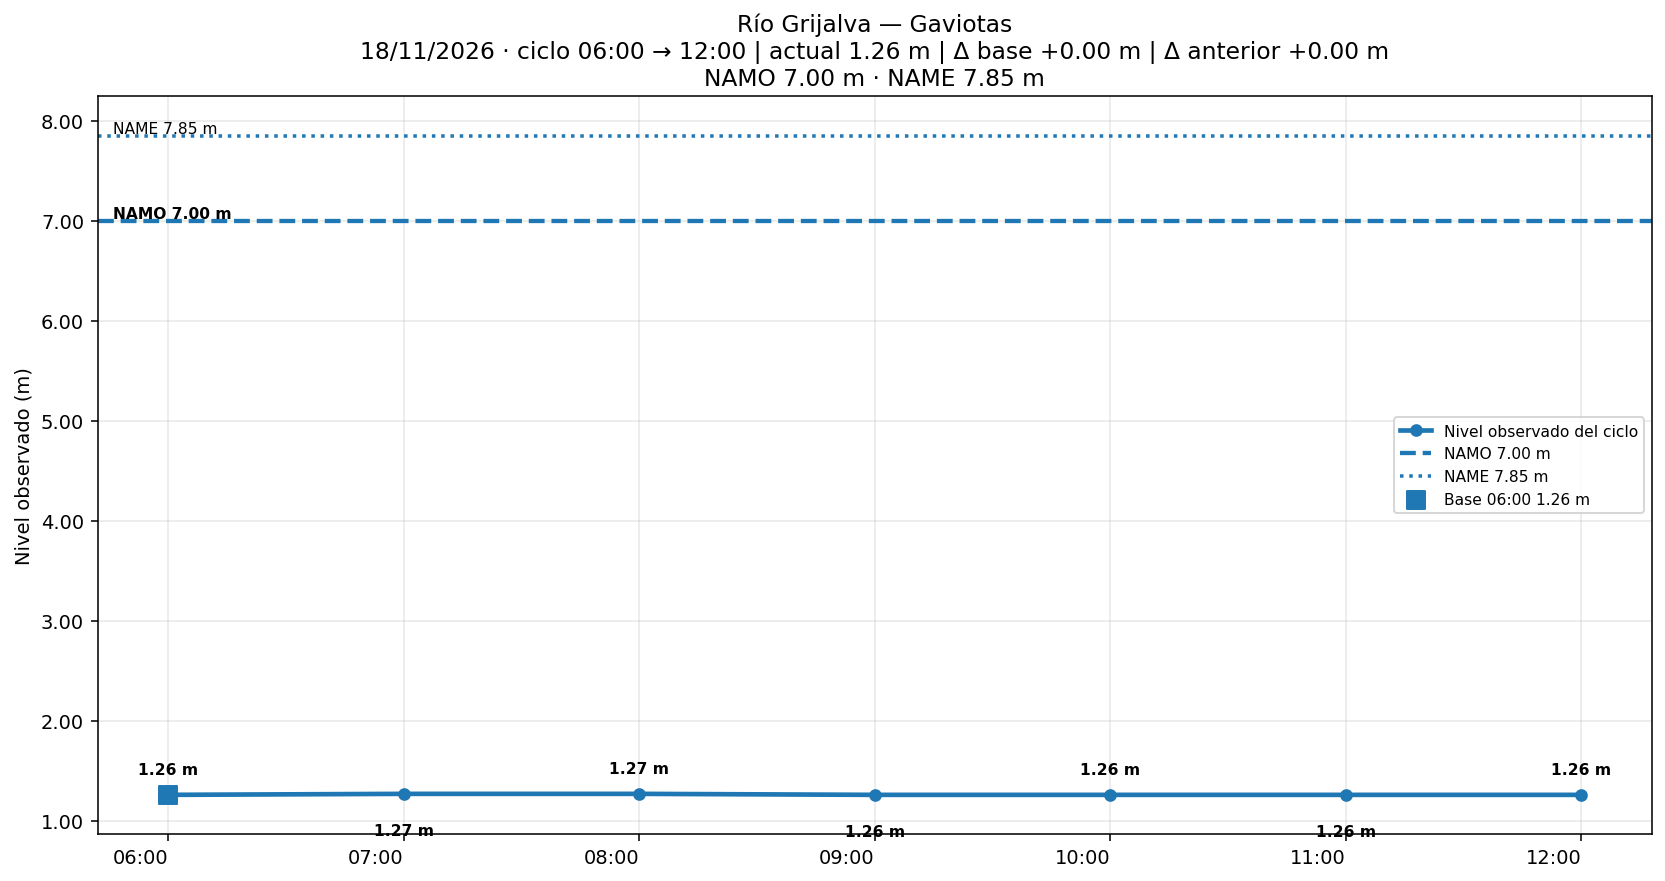 Río Grijalva — Gaviotas
18/11/2026 · ciclo 06:00 → 12:00 | actual 1.26 m | Δ base +0.00 m | Δ anterior +0.00 m
NAMO 7.00 m · NAME 7.85 m
Nivel observado (m)
8.00
7.00
6.00
5.00
4.00
3.00
2.00
1.00
NAME 7.85 m
NAMO 7.00 m
Nivel observado del ciclo
NAMO 7.00 m
NAME 7.85 m
Base 06:00 1.26 m
1.26 m
1.27 m
1.27 m
1.26 m
1.26 m
1.26 m
1.26 m
06:00
07:00
08:00
09:00
10:00
11:00
12:00